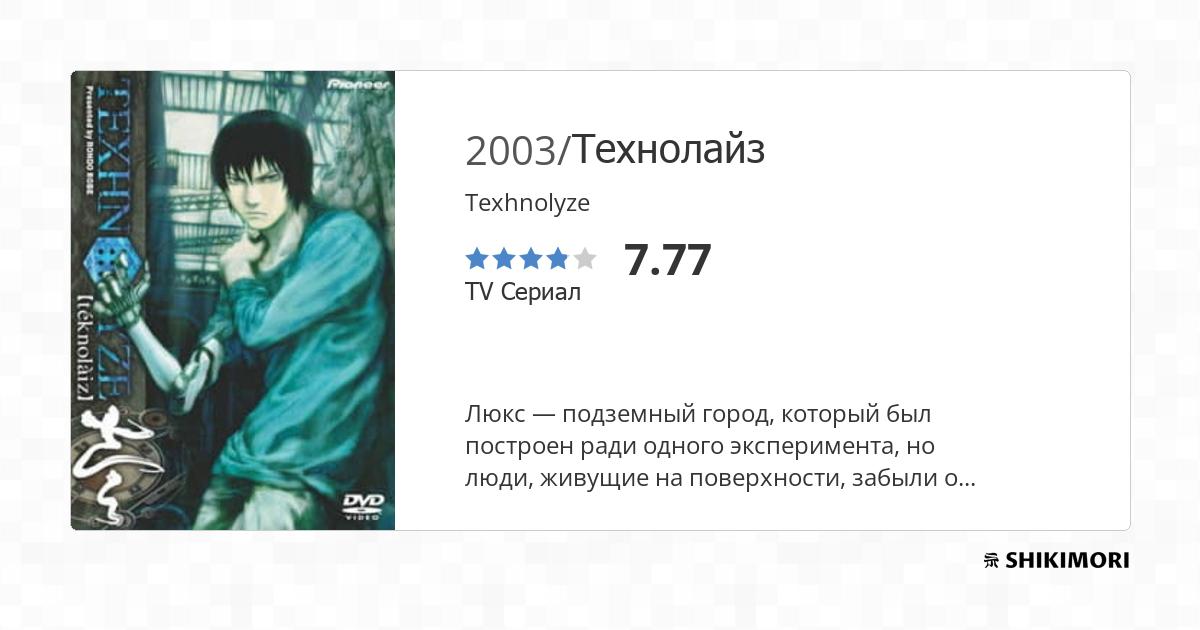 Pioneer
TEXHNOLYZE
Presented by RONDO ROBE
[téknolàiz]
DVD
VIDEO
2003/Технолайз
Texhnolyze
7.77
TV Сериал
Люкс — подземный город, который был
построен ради одного эксперимента, но
люди, живущие на поверхности, забыли о...
SHIKIMORI